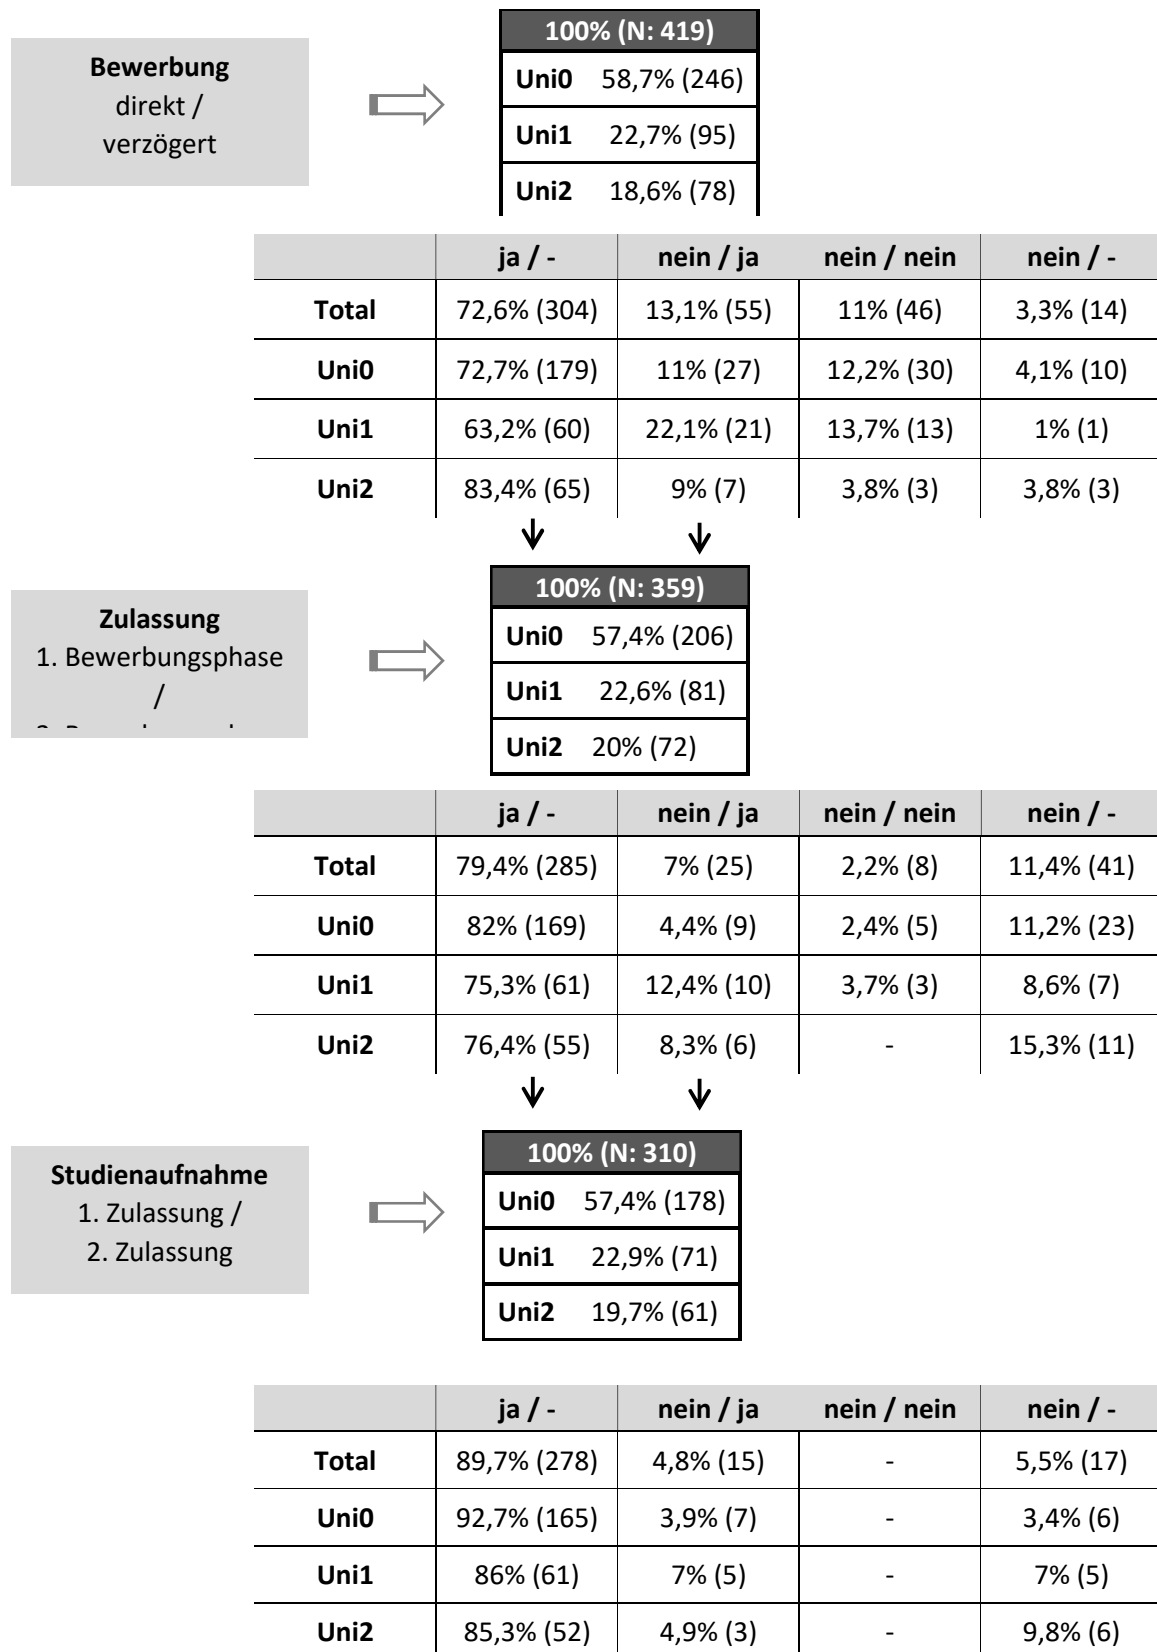 100% (N: 419)
Bewerbung
direkt /
verzögert
Uni0 58,7% (246)
Uni1 22,7% (95)
Uni2 18,6% (78)
ja / - nein / ja nein / nein nein / -
Total 72,6% (304) 13,1% (55) 11% (46) 3,3% (14)
Uni0 72,7% (179) 11% (27) 12,2% (30) 4,1% (10)
Uni1 63,2% (60) 22,1% (21) 13,7% (13) 1% (1)
Uni2 83,4% (65) 9% (7) 3,8% (3) 3,8% (3)
100% (N: 359)
Zulassung
1. Bewerbungsphase
/
Uni0 57,4% (206)
Uni1 22,6% (81)
Uni2 20% (72)
ja / - nein / ja nein / nein nein / -
Total 79,4% (285) 7% (25) 2,2% (8) 11,4% (41)
Uni0 82% (169) 4,4% (9) 2,4% (5) 11,2% (23)
Uni1 75,3% (61) 12,4% (10) 3,7% (3) 8,6% (7)
Uni2 76,4% (55) 8,3% (6) - 15,3% (11)
100% (N: 310)
Studienaufnahme
1. Zulassung /
2. Zulassung
Uni0 57,4% (178)
Uni1 22,9% (71)
Uni2 19,7% (61)
ja / - nein / ja nein / nein nein / -
Total 89,7% (278) 4,8% (15) - 5,5% (17)
Uni0 92,7% (165) 3,9% (7) - 3,4% (6)
Uni1 86% (61) 7% (5) - 7% (5)
Uni2 85,3% (52) 4,9% (3) - 9,8% (6)